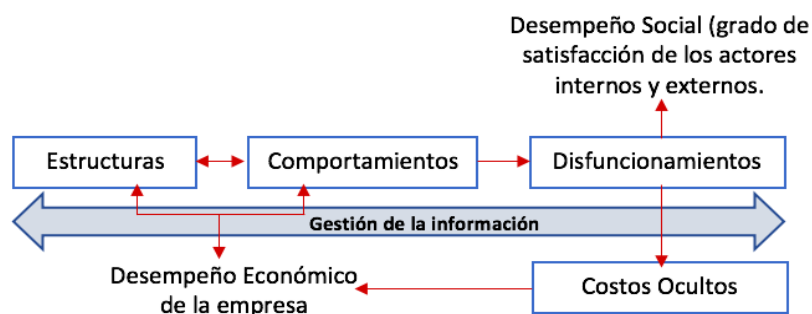 Desempeño Social (grado de
satisfacción de los actores
internos y externos.
Estructuras
Comportamientos
Disfuncionamientos
Gestión de la información
Desempeño Económico
de la empresa
Costos Ocultos